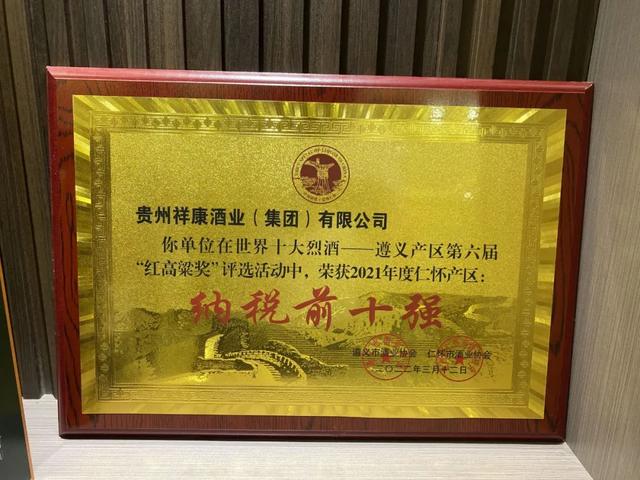 贵州祥康酒业（集团）有限公司
你单位在世界十大烈酒——遵义产区第六届
“红高粱奖”评选活动中，荣获2021年度仁怀产区：
纳税前十强
遵义市酒业协会 仁怀市酒业协会
二〇二二年三月十二日